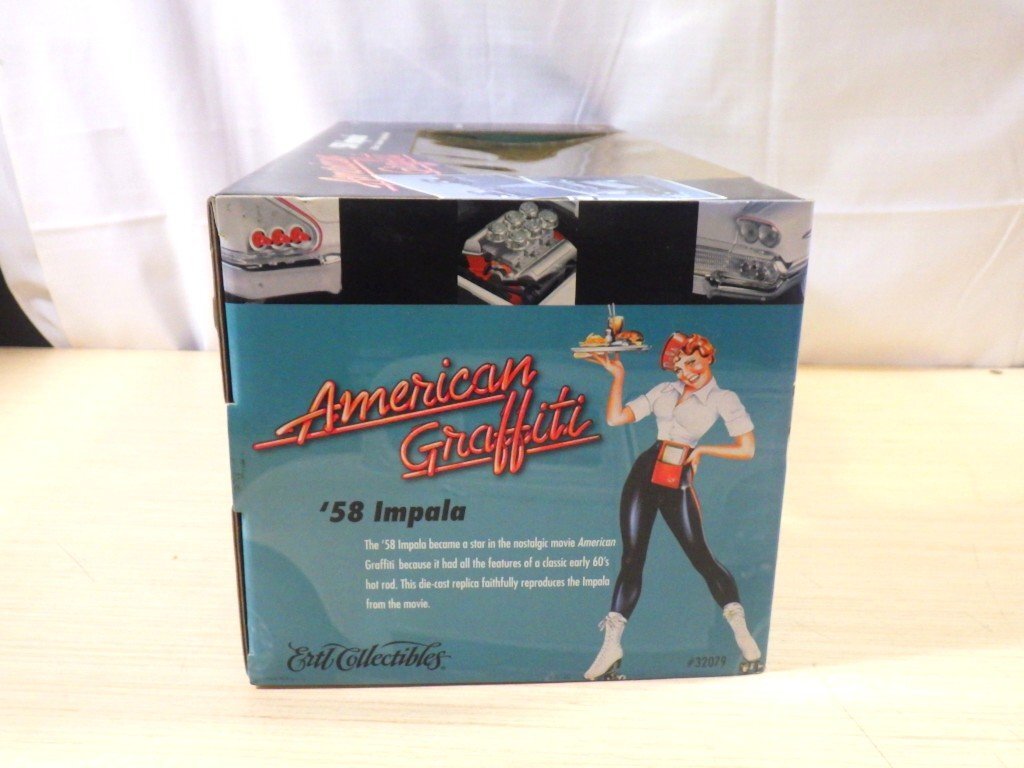 American
American
Graffiti
'58 Impala
The '58 Impala became a star in the nostalgic movie American
Graffiti because it had all the features of a classic early 60's
hot rod. This die-cast replica faithfully reproduces the Impala
from the movie.
Ertl Collectibles
#32079